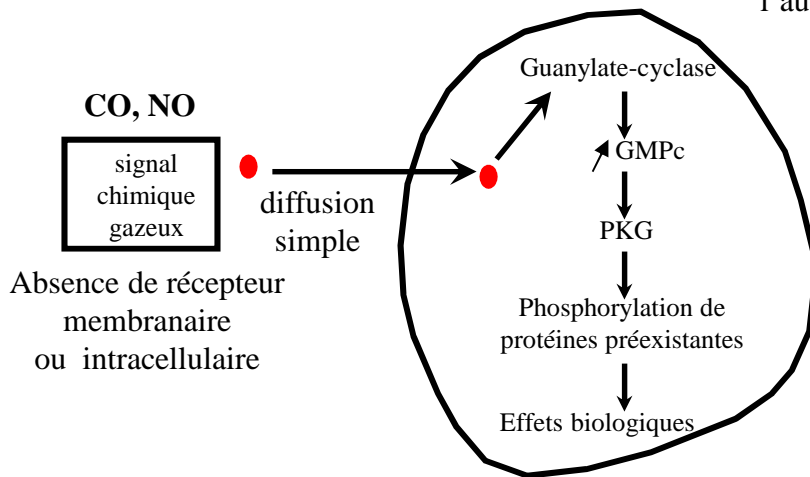 Guanylate-cyclase
CO, NO
signal
chimique
gazeux
GMPc
diffusion
simple
PKG
Absence de récepteur
membranaire
ou intracellulaire
Phosphorylation de
protéines préexistantes
Effets biologiques